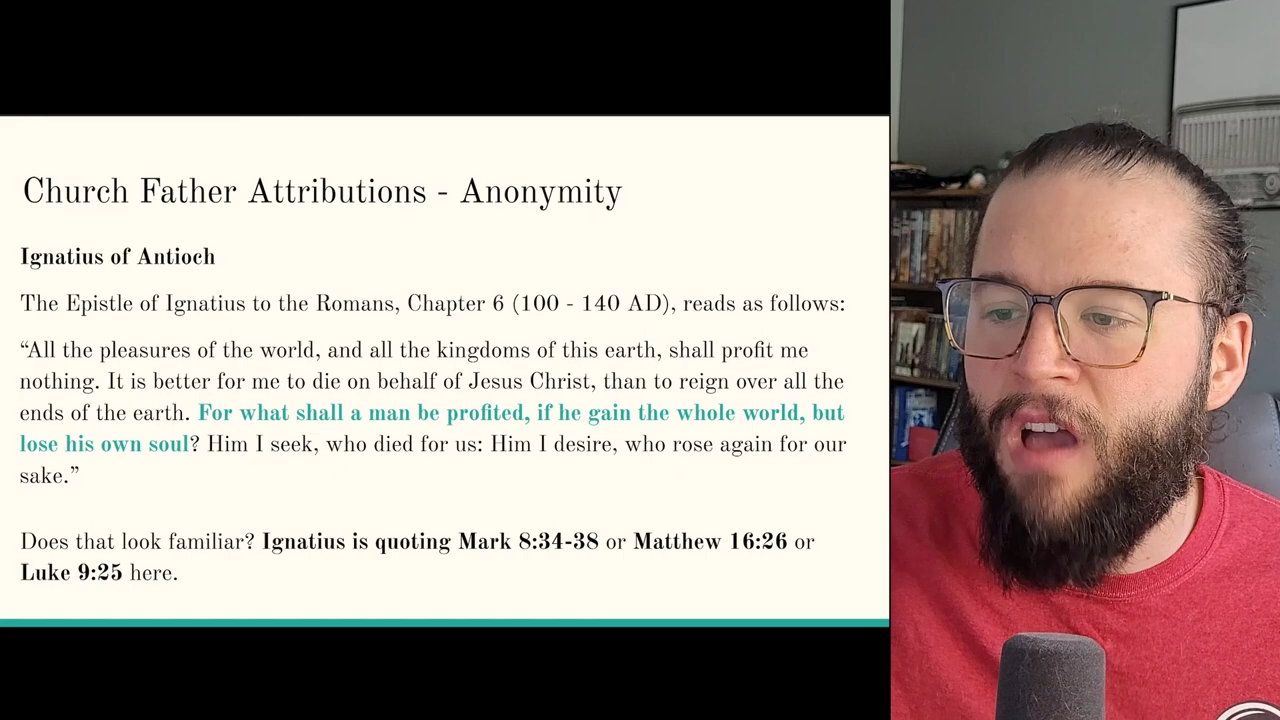 Church Father Attributions - Anonymity
Ignatius of Antioch
The Epistle of Ignatius to the Romans, Chapter 6 (100 - 140 AD), reads as follows:
“All the pleasures of the world, and all the kingdoms of this earth, shall profit me
nothing. It is better for me to die on behalf of Jesus Christ, than to reign over all the
ends of the earth. For what shall a man be profited, if he gain the whole world, but
lose his own soul? Him I seek, who died for us: Him I desire, who rose again for our
sake.”
Does that look familiar? Ignatius is quoting Mark 8:34-38 or Matthew 16:26 or
Luke 9:25 here.